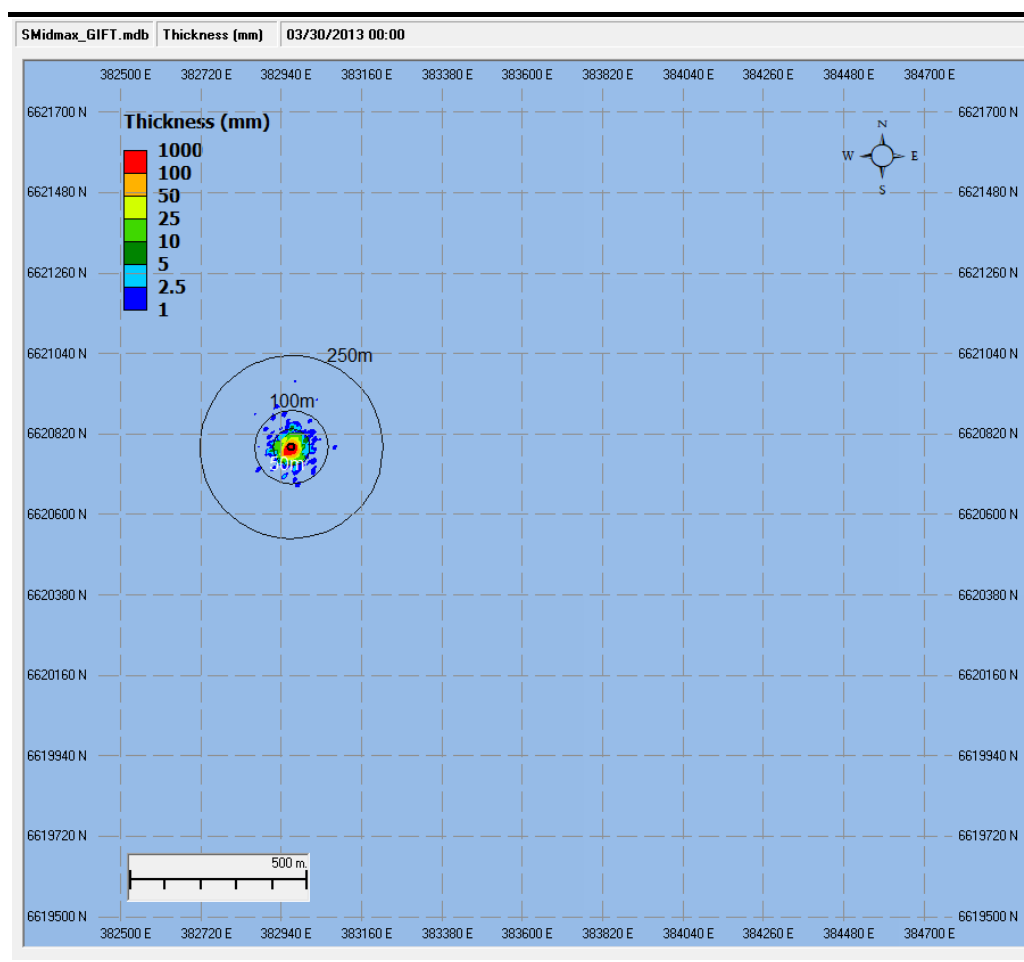 SMidmax_GIFT.mdb Thickness (mm) 03/30/2013 00:00
382500 E 382720 E 382940 E 383160 E 383380 E 383600 E 383820 E 384040 E 384260 E 384480 E 384700 E
6621700 N 6621700 N
Thickness (mm)
N
W E
S
1000
100
50
25
10
5
2.5
1
6621480 N 6621480 N
6621260 N 6621260 N
6621040 N 6621040 N
250m
100m
6620820 N 6620820 N
50m
6620600 N 6620600 N
6620380 N 6620380 N
6620160 N 6620160 N
6619940 N 6619940 N
6619720 N 6619720 N
500 m.
6619500 N 6619500 N
382500 E 382720 E 382940 E 383160 E 383380 E 383600 E 383820 E 384040 E 384260 E 384480 E 384700 E